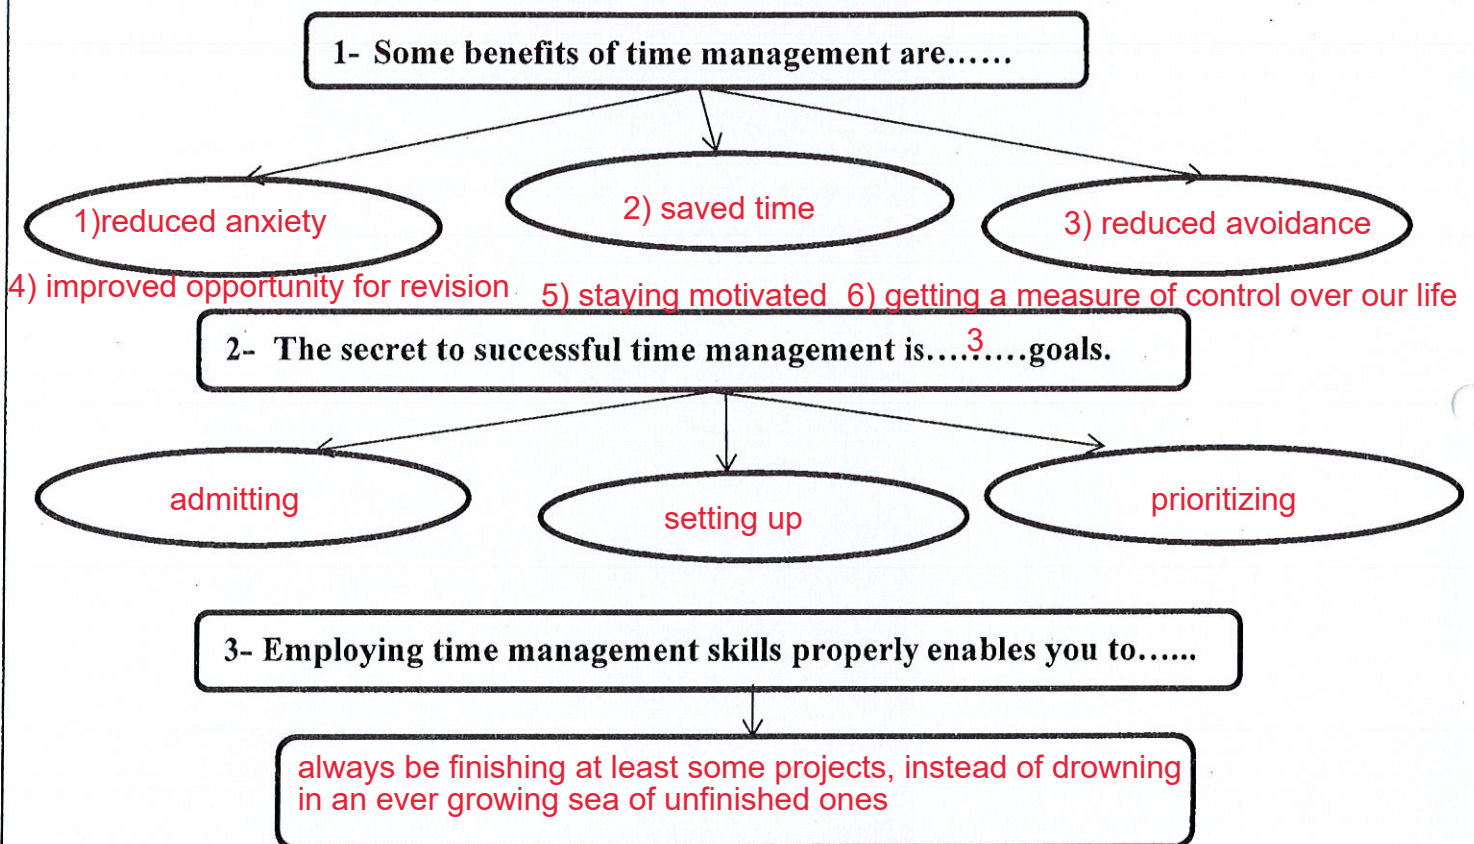 1- Some benefits of time management are......
1)reduced anxiety
2) saved time
3) reduced avoidance
4) improved opportunity for revision
5) staying motivated
6) getting a measure of control over our life
2- The secret to successful time management is....3....goals.
admitting
setting up
prioritizing
3- Employing time management skills properly enables you to......
always be finishing at least some projects, instead of drowning
in an ever growing sea of unfinished ones